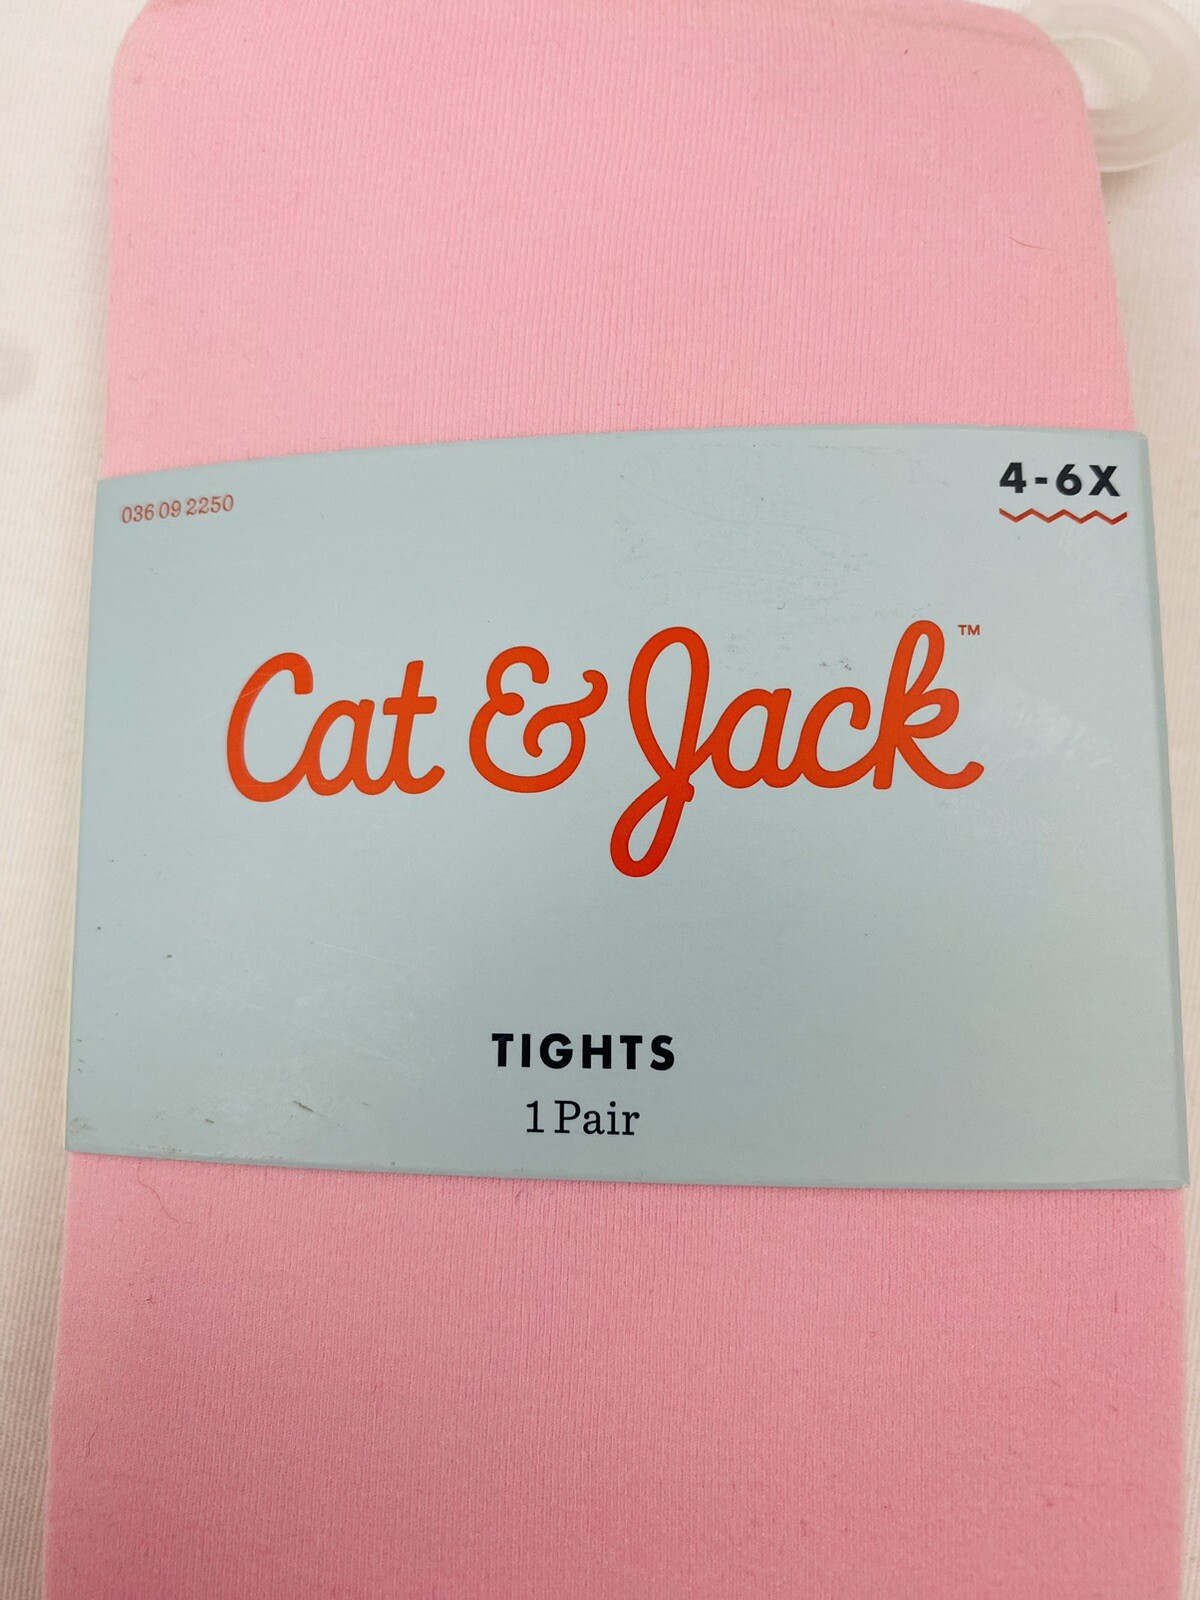 036 09 2250
4-6X
Cat & Jack™
TIGHTS
1 Pair